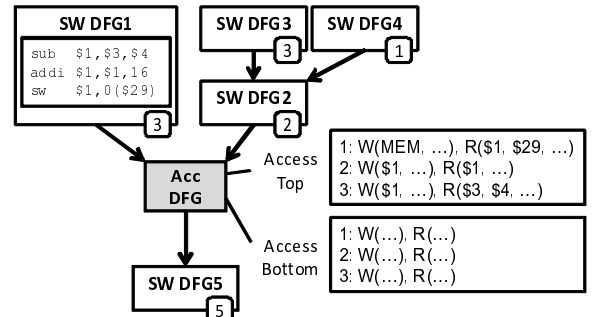 SW DFG1
sub $1,$3,$4
addi $1,$1,16
sw $1,0($29)
3
SW DFG3
3
SW DFG4
1
SW DFG2
2
Acc
DFG
Access
Top
1: W(MEM, ...), R($1, $29, ...)
2: W($1, ...), R($1, ...)
3: W($1, ...), R($3, $4, ...)
Access
Bottom
1: W(...), R(...)
2: W(...), R(...)
3: W(...), R(...)
SW DFG5
5